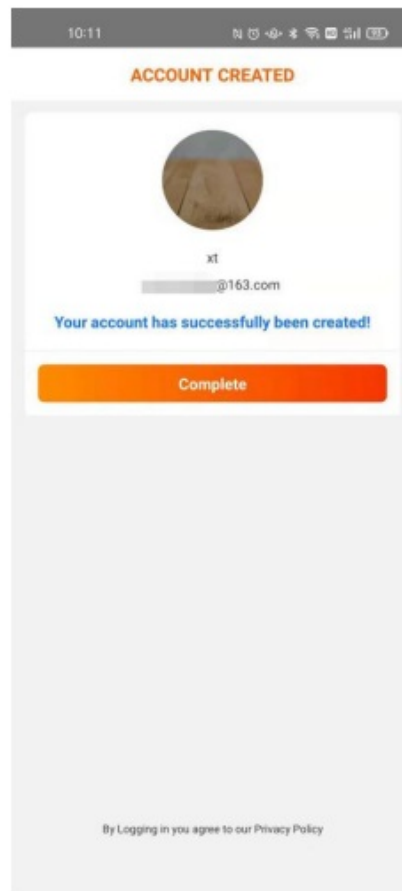 10:11
ACCOUNT CREATED
xt
@163.com
Your account has successfully been created!
Complete
By Logging in you agree to our Privacy Policy